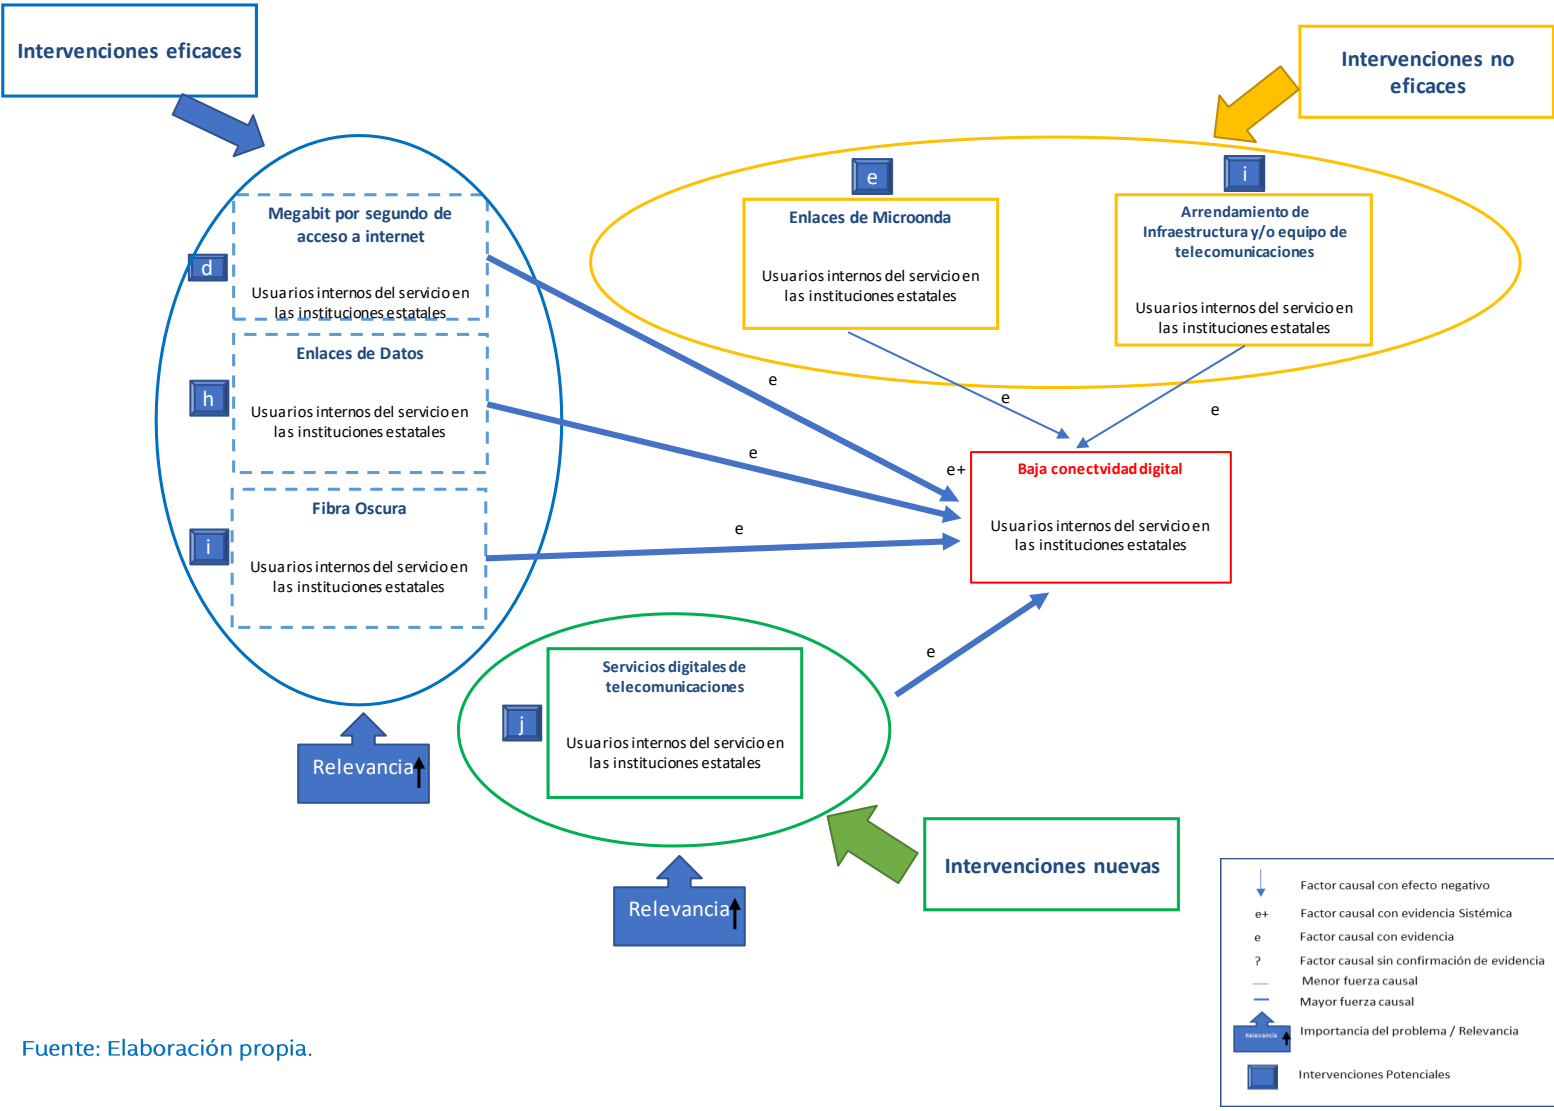 Intervenciones eficaces
Intervenciones no
eficaces
d
Megabit por segundo de
acceso a internet
Usuarios internos del servicio en
las instituciones estatales
h
Enlaces de Datos
Usuarios internos del servicio en
las instituciones estatales
i
Fibra Oscura
Usuarios internos del servicio en
las instituciones estatales
Relevancia
e
Enlaces de Microonda
Usuarios internos del servicio en
las instituciones estatales
i
Arrendamiento de
Infraestructura y/o equipo de
telecomunicaciones
Usuarios internos del servicio en
las instituciones estatales
e
e
e
e
e
e+
Baja conectvidad digital
Usuarios internos del servicio en
las instituciones estatales
e
j
Servicios digitales de
telecomunicaciones
Usuarios internos del servicio en
las instituciones estatales
Relevancia
Intervenciones nuevas
Factor causal con efecto negativo
e+ Factor causal con evidencia Sistémica
e Factor causal con evidencia
? Factor causal sin confirmación de evidencia
Menor fuerza causal
Mayor fuerza causal
Relevancia Importancia del problema / Relevancia
Intervenciones Potenciales
Fuente: Elaboración propia.